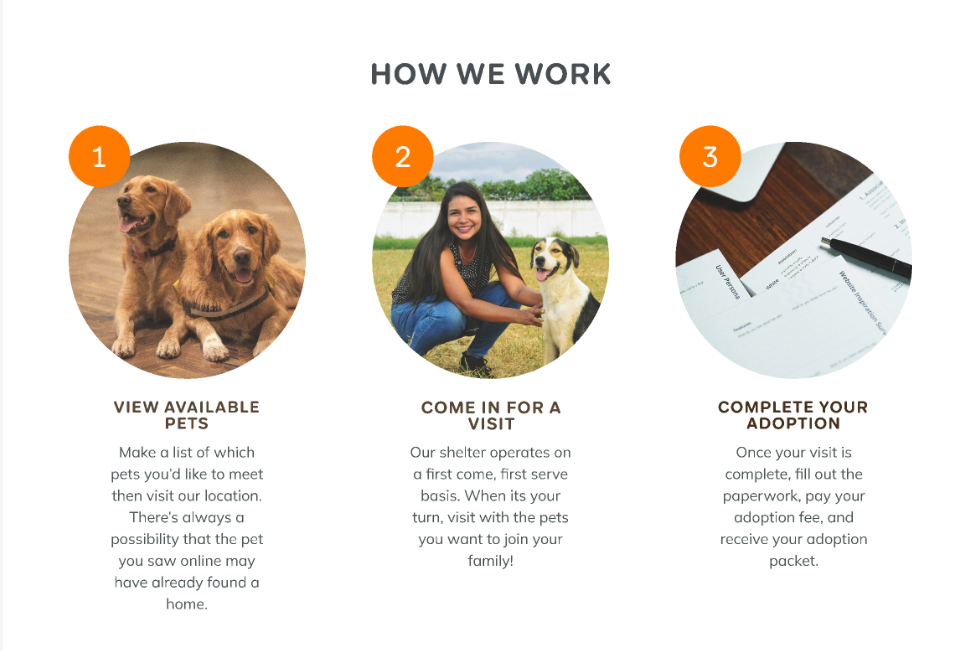 HOW WE WORK
1
2
3
User Persona
Website Inspiration
VIEW AVAILABLE
PETS
Make a list of which
pets you'd like to meet
then visit our location.
There's always a
possibility that the pet
you saw online may
have already found a
home.
COME IN FOR A
VISIT
Our shelter operates on
a first come, first serve
basis. When its your
turn, visit with the pets
you want to join your
family!
COMPLETE YOUR
ADOPTION
Once your visit is
complete, fill out the
paperwork, pay your
adoption fee, and
receive your adoption
packet.